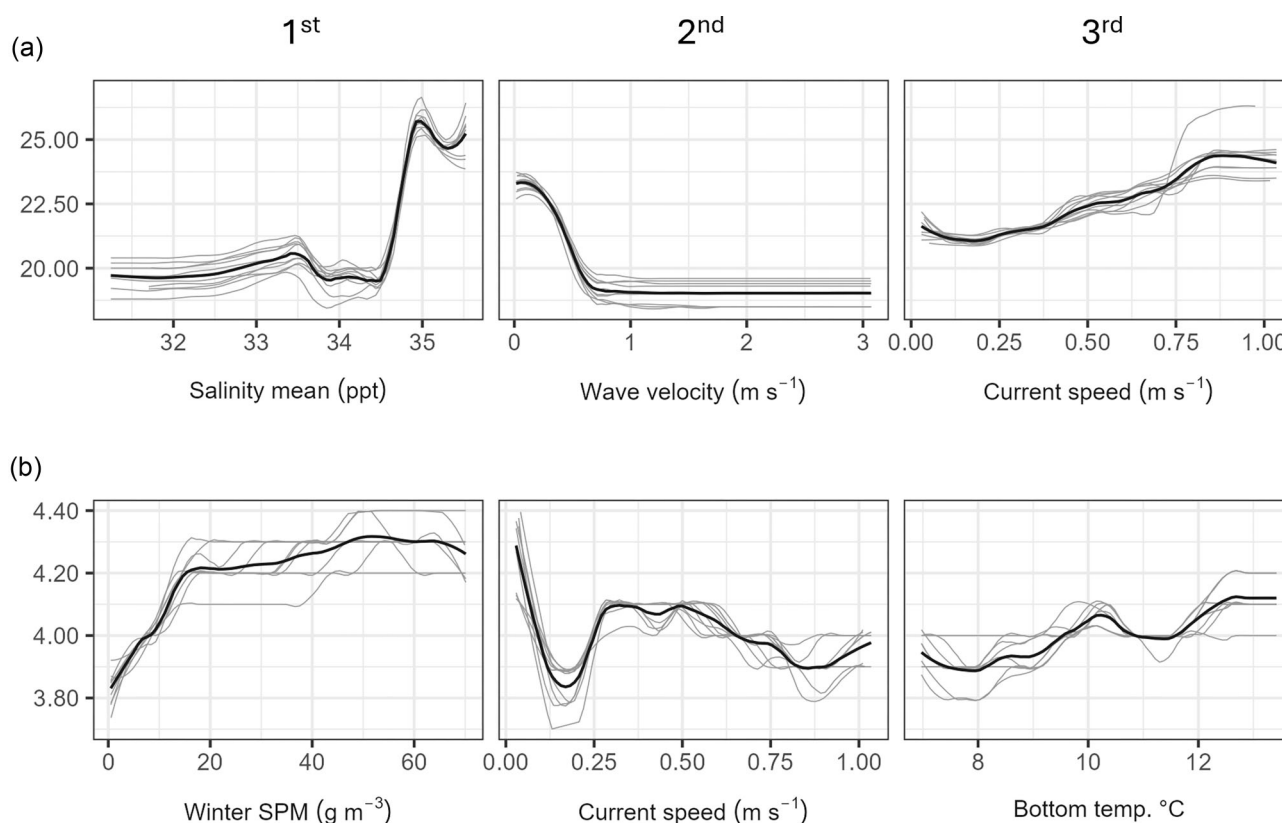 1st 2nd 3rd
(a)
25.00
22.50
20.00
32 33 34 35 0 1 2 3 0.00 0.25 0.50 0.75 1.00
Salinity mean (ppt) Wave velocity (m s⁻¹) Current speed (m s⁻¹)
(b)
4.40
4.20
4.00
3.80
0 20 40 60 0.00 0.25 0.50 0.75 1.00 8 10 12
Winter SPM (g m⁻³) Current speed (m s⁻¹) Bottom temp. °C